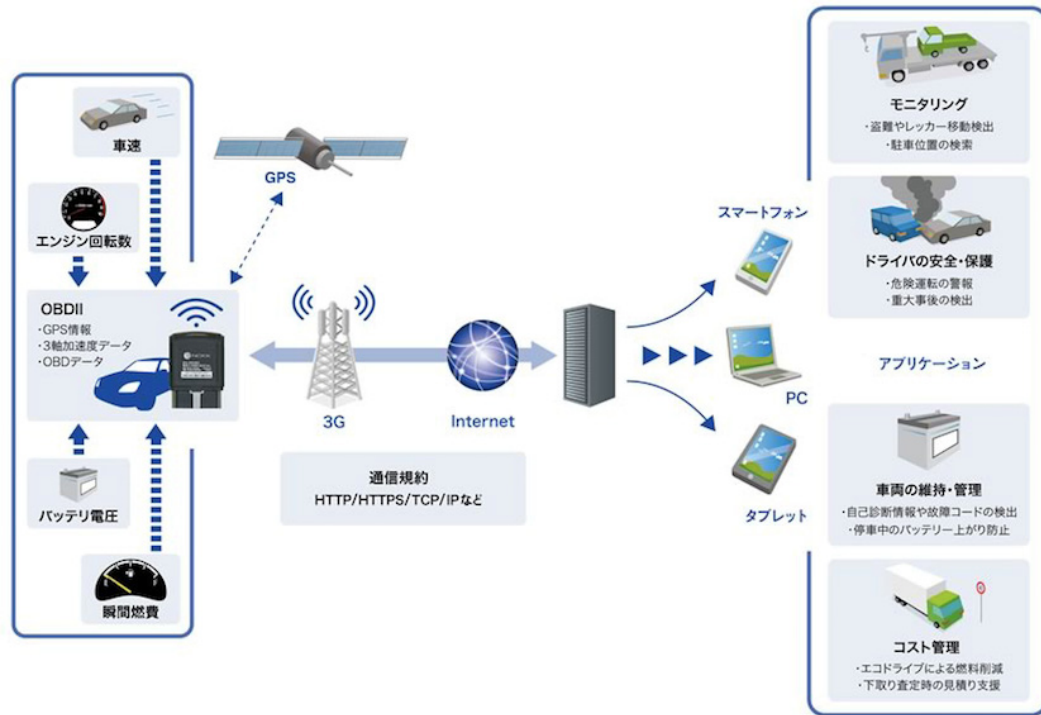 車速
エンジン回転数
OBDII
・GPS情報
・3軸加速度データ
・OBDデータ
バッテリ電圧
瞬間燃費
GPS
3G
Internet
通信規約
HTTP/HTTPS/TCP/IPなど
スマートフォン
PC
タブレット
モニタリング
・盗難やレッカー移動検出
・駐車位置の検索
ドライバの安全・保護
・危険運転の警報
・重大事後の検出
アプリケーション
車両の維持・管理
・自己診断情報や故障コードの検出
・停車中のバッテリー上がり防止
コスト管理
・エコドライブによる燃料削減
・下取り査定時の見積り支援